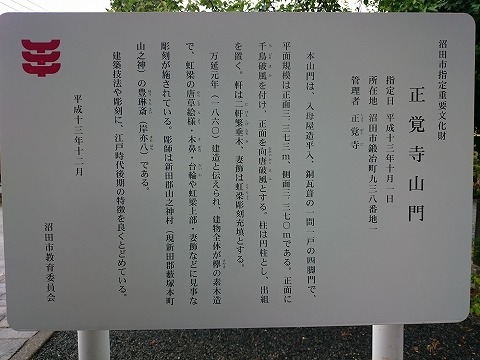 沼田市指定重要文化財
正覚寺山門
指定日 平成十三年十月一日
所在地 沼田市鍛冶町九三八番地一
管理者 正覚寺
本山門は、入母屋造平入、銅瓦葺の一間一戸の四脚門で、
平面規模は正面三.三七三m、側面三.三七〇mである。正面に
千鳥破風を付け、正面を向唐破風とする。柱は円柱とし、出組
を置く。軒は二軒繁垂木、妻飾は虹梁彫刻充填とする。
万延元年(一八六〇)建造と伝えられ、建物全体が欅の素木造
で、虹梁の唐草絵様・木鼻・台輪や虹梁上部・妻飾などに見事な
彫刻が施されている。彫師は新田郡山之神村(現新田郡藪塚本町
山之神)の豊琳斎(岸亦八)である。
建築技法や彫刻に、江戸時代後期の特徴を良くとどめている。
平成十三年十二月
沼田市教育委員会